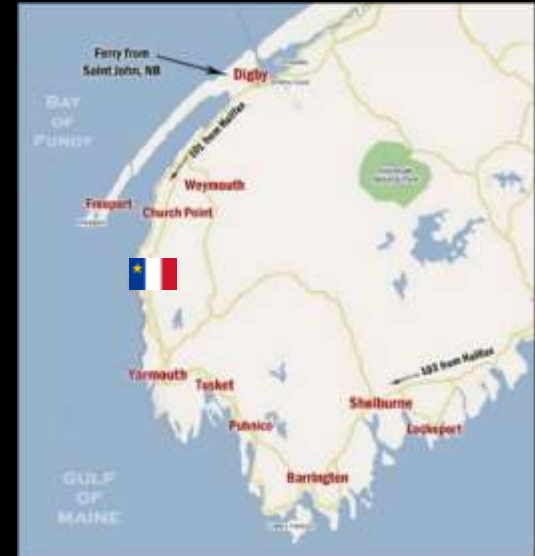 Ferry from
Saint John, NB
Digby
BAY
OF
FUNDY
101 from Halifax
Weymouth
Freeport
Church Point
Yarmouth
Tusket
103 from Halifax
Shelburne
Pubnico
Lockeport
Barrington
GULF
OF
MAINE